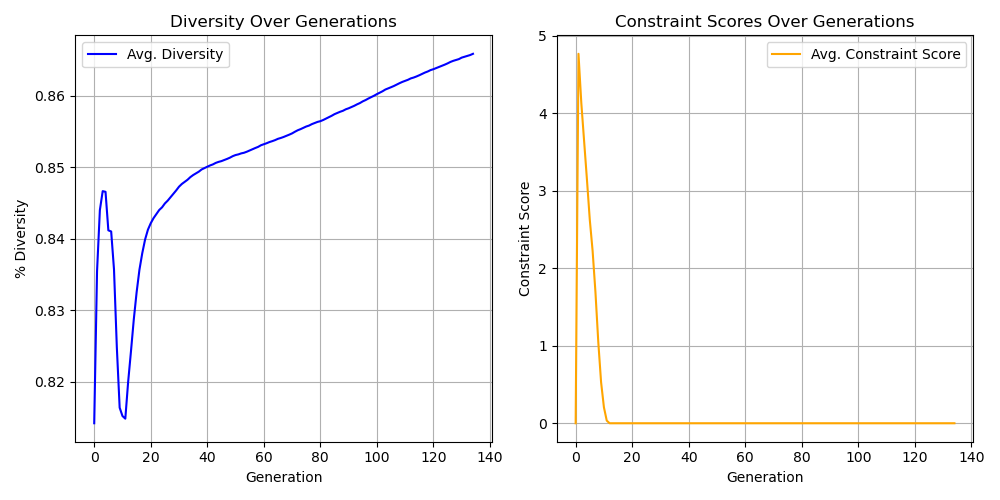 Diversity Over Generations
Avg. Diversity
% Diversity
0.86
0.85
0.84
0.83
0.82
0 20 40 60 80 100 120 140
Generation
Constraint Scores Over Generations
Avg. Constraint Score
Constraint Score
5
4
3
2
1
0
0 20 40 60 80 100 120 140
Generation